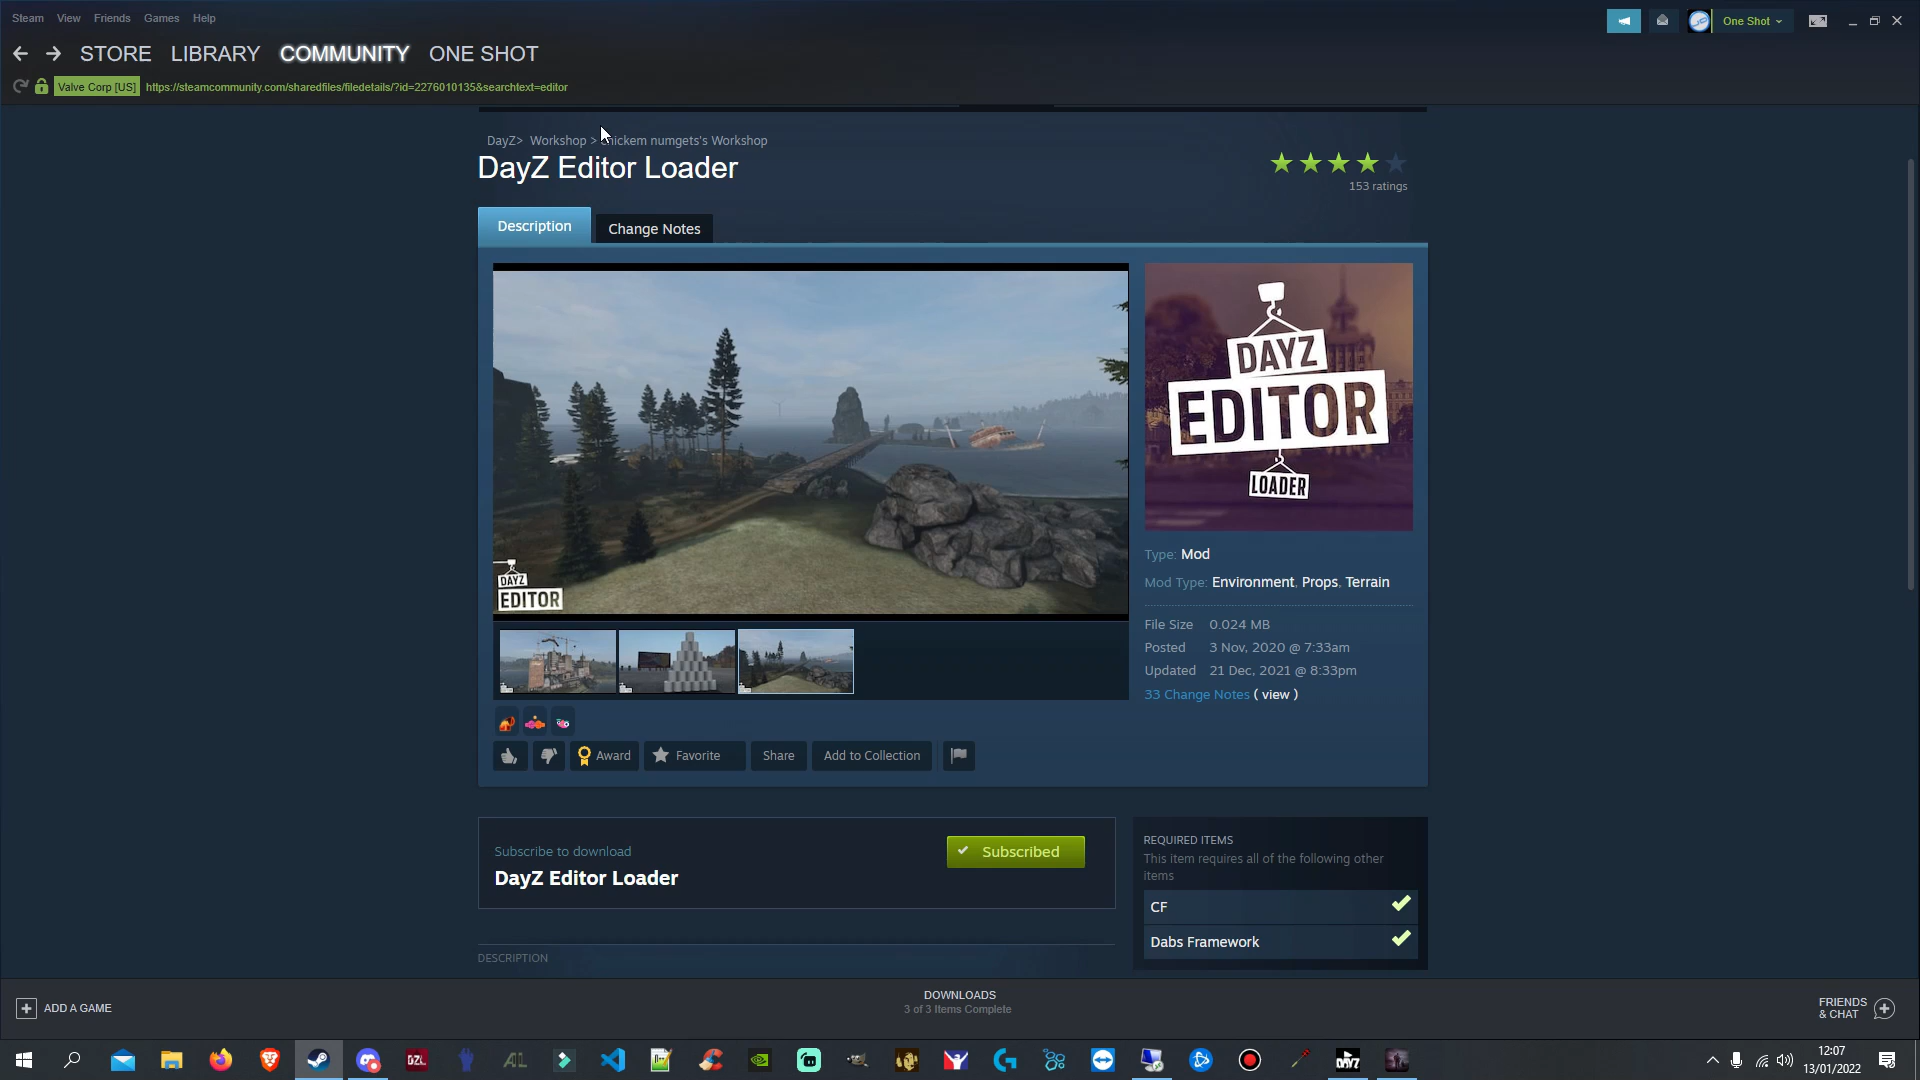 Steam View Friends Games Help
One Shot
STORE LIBRARY COMMUNITY ONE SHOT
Valve Corp [US] https://steamcommunity.com/sharedfiles/filedetails/?id=2276010135&searchtext=editor
DayZ> Workshop > hickem numgets's Workshop
DayZ Editor Loader
153 ratings
Description Change Notes
DAYZ
EDITOR
LOADER
DAYZ
EDITOR
Type: Mod
Mod Type: Environment, Props, Terrain
File Size 0.024 MB
Posted 3 Nov, 2020 @ 7:33am
Updated 21 Dec, 2021 @ 8:33pm
33 Change Notes ( view )
Award Favorite Share Add to Collection
Subscribe to download
DayZ Editor Loader
Subscribed
REQUIRED ITEMS
This item requires all of the following other
items
CF
Dabs Framework
DESCRIPTION
ADD A GAME
DOWNLOADS
3 of 3 Items Complete
FRIENDS
& CHAT
DZL
AL
DAYZ
12:07
13/01/2022